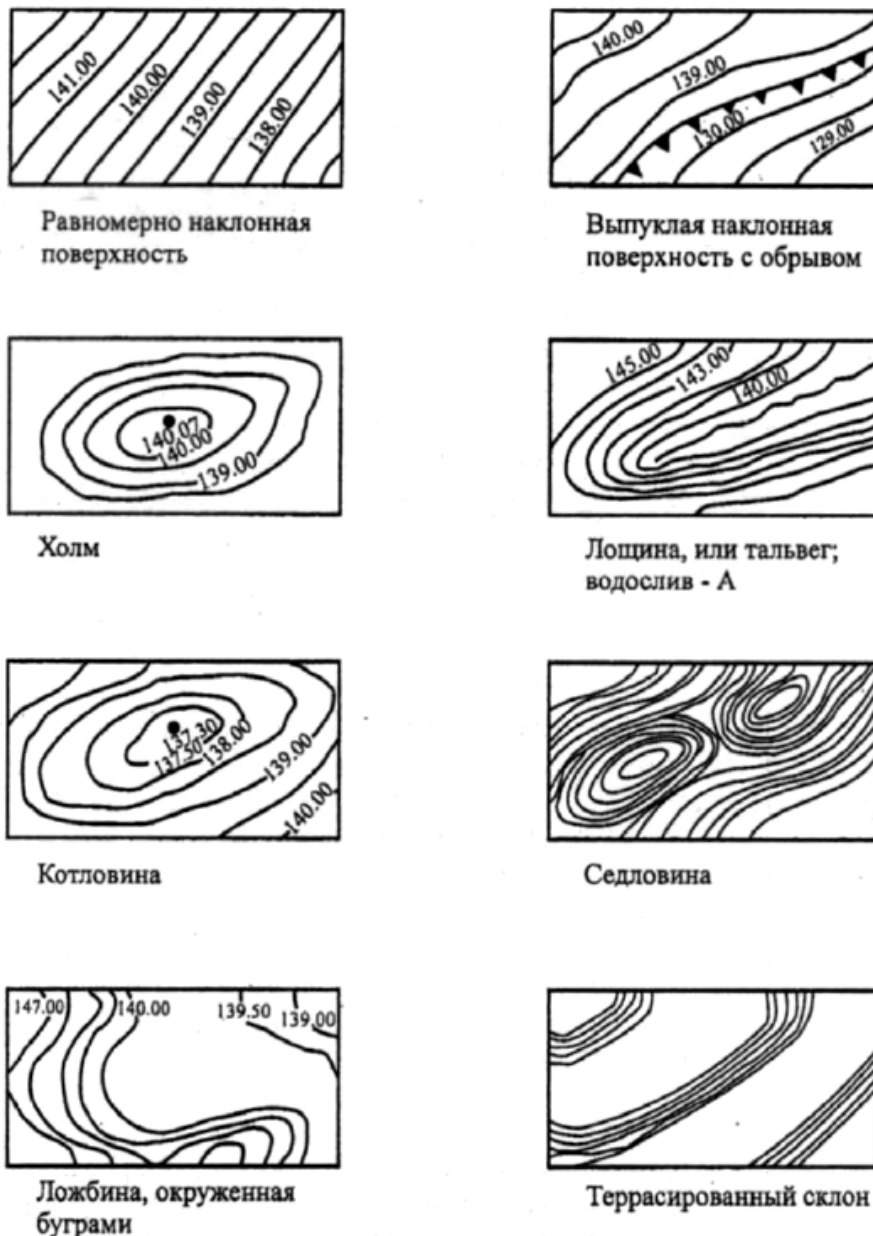 141.00
140.00
139.00
138.00
Равномерно наклонная
поверхность
140.00
139.00
130.00
129.00
Выпуклая наклонная
поверхность с обрывом
140.07
140.00
139.00
Холм
145.00
143.00
140.00
Лощина, или тальвег;
водослив - А
137.30
137.50
138.00
139.00
140.00
Котловина
Седловина
147.00
140.00
139.50
139.00
Ложбина, окруженная
буграми
Террасированный склон